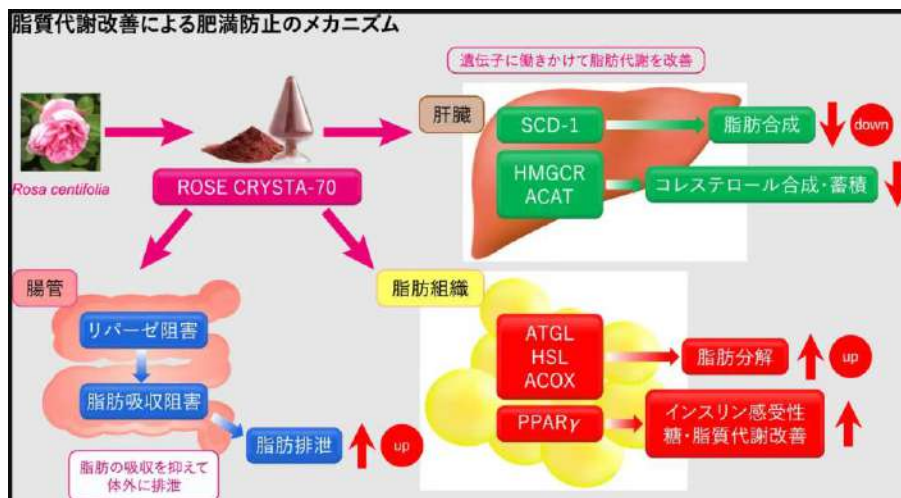 脂質代謝改善による肥満防止のメカニズム
遺伝子に働きかけて脂肪代謝を改善
肝臓
SCD-1
脂肪合成
down
HMGCR
ACAT
コレステロール合成・蓄積
Rosa centifolia
ROSE CRYSTA-70
腸管
リパーゼ阻害
脂肪吸収阻害
脂肪排泄
up
脂肪の吸収を抑えて
体外に排泄
脂肪組織
ATGL
HSL
ACOX
脂肪分解
up
PPARγ
インスリン感受性
糖・脂質代謝改善